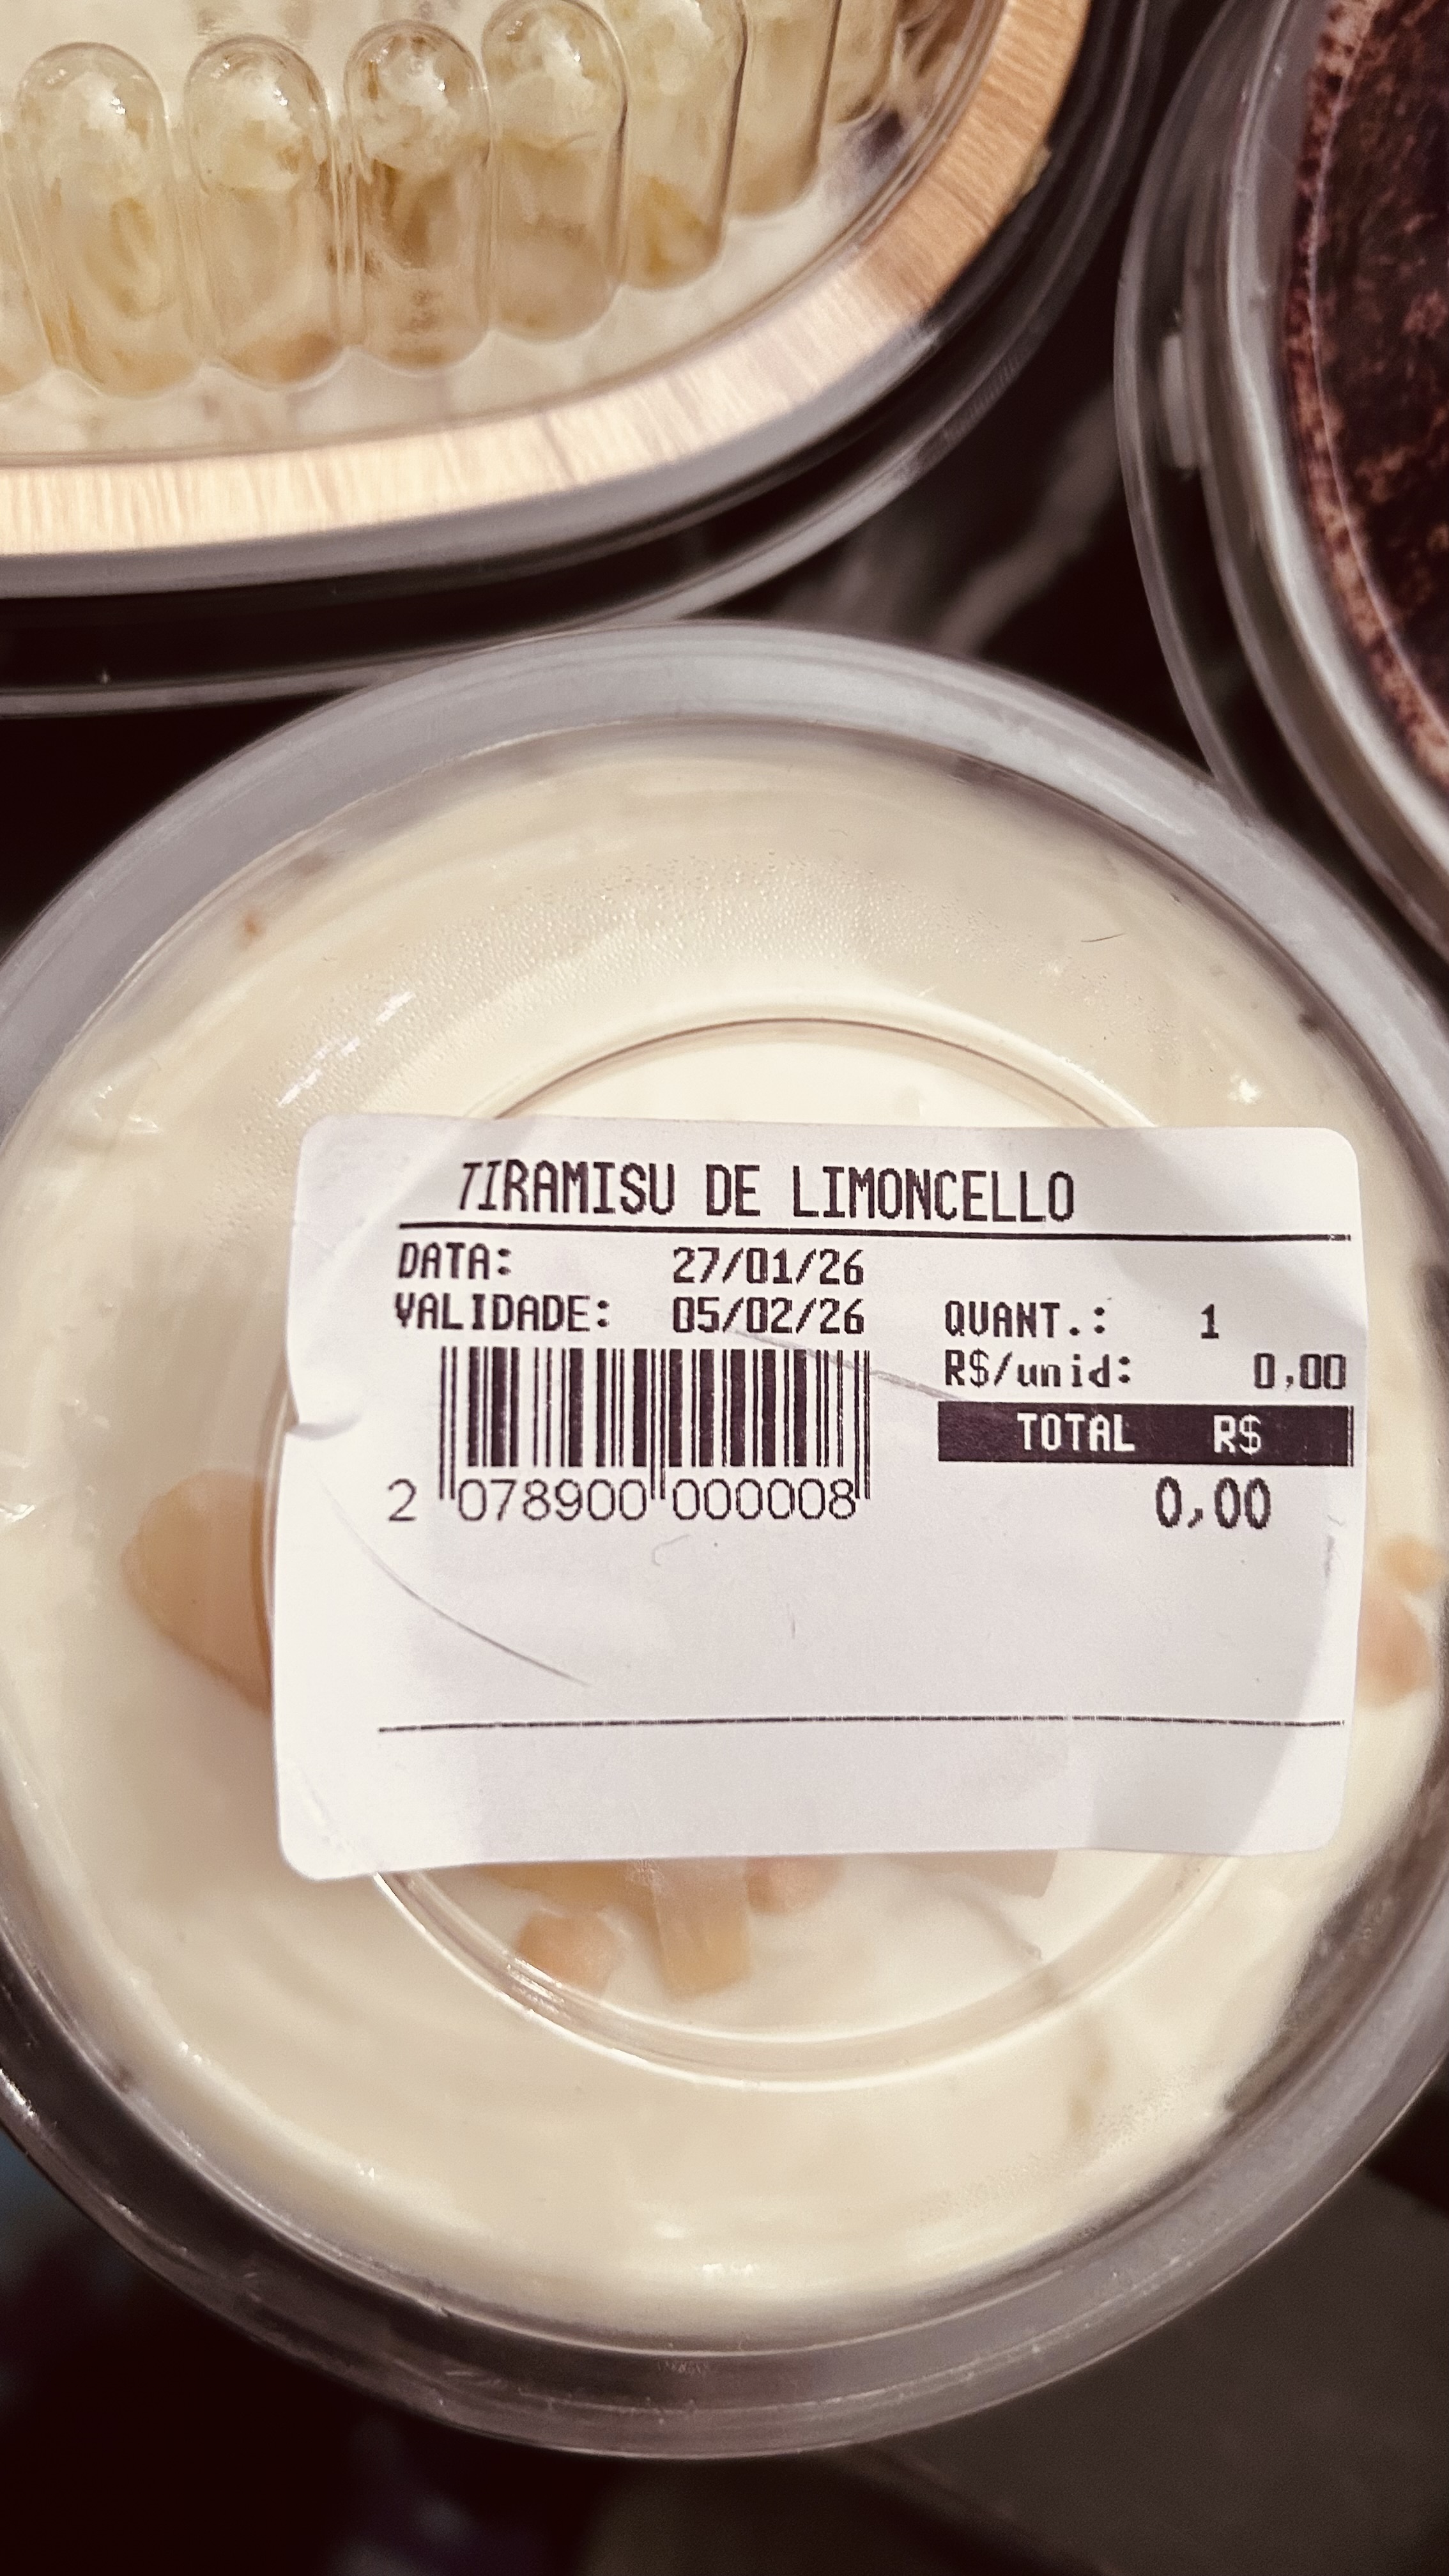 TIRAMISU DE LIMONCELLO
DATA: 27/01/26
VALIDADE: 05/02/26
QUANT.: 1
R$/unid: 0,00
TOTAL R$
0,00
2 078900 000008